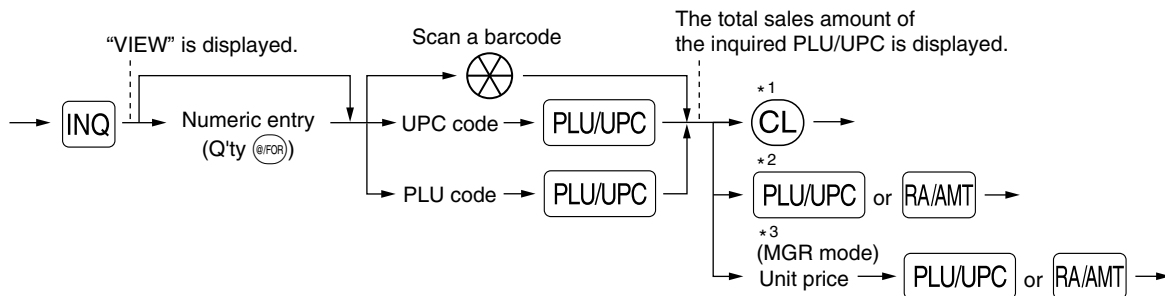 The total sales amount of
the inquired PLU/UPC is displayed.
"VIEW" is displayed.
Scan a barcode
INQ
Numeric entry
(Q'ty @/FOR)
UPC code
PLU/UPC
PLU code
PLU/UPC
*1
CL
*2
PLU/UPC or RA/AMT
*3
(MGR mode)
Unit price
PLU/UPC or RA/AMT